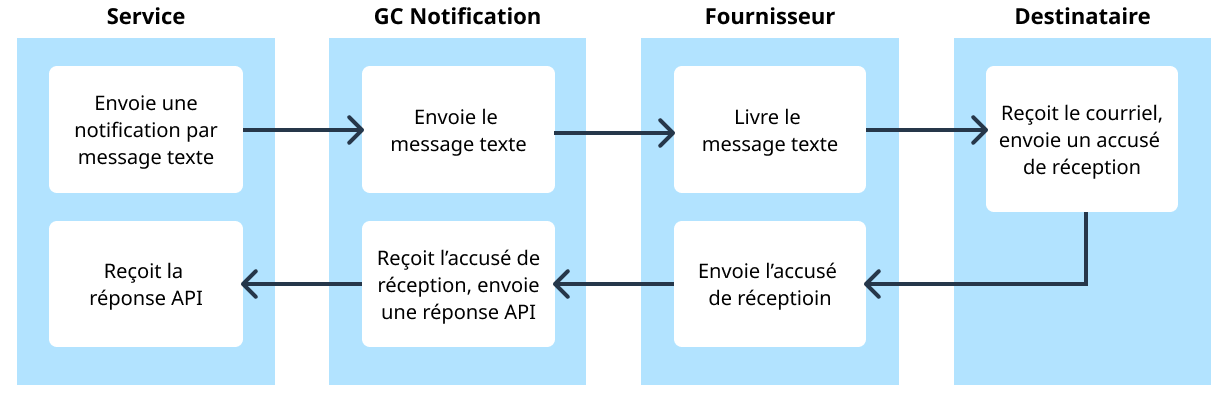 Service
GC Notification
Fournisseur
Destinataire
Envoie une
notification par
message texte
Envoie le
message texte
Livre le
message texte
Reçoit le courriel,
envoie un accusé
de réception
Reçoit la
réponse API
Reçoit l’accusé de
réception, envoie
une réponse API
Envoie l’accusé
de réceptioin